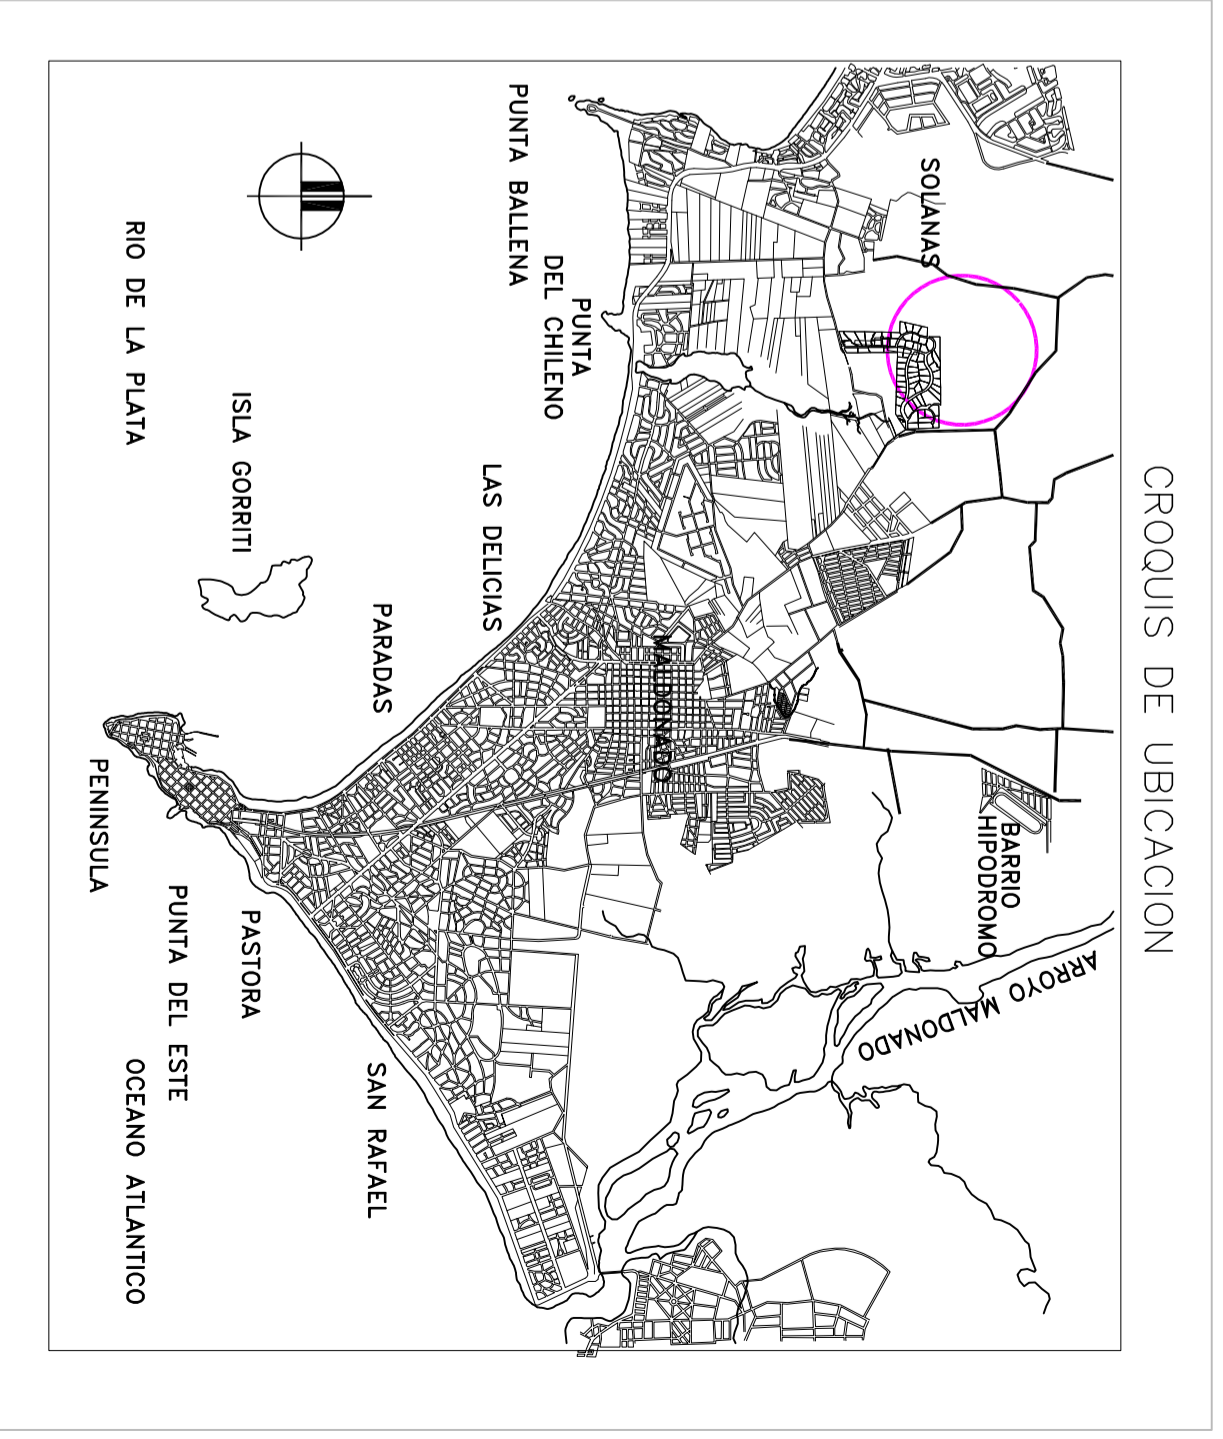 CROQUIS DE UBICACION
SOLANAS
BARRIO
HIPODROMO
ARROYO MALDONADO
MALDONADO
PUNTA
DEL CHILENO
PUNTA BALLENA
LAS DELICIAS
PARADAS
SAN RAFAEL
ISLA GORRITI
PASTORA
PUNTA DEL ESTE
RIO DE LA PLATA
OCEANO ATLANTICO
PENINSULA